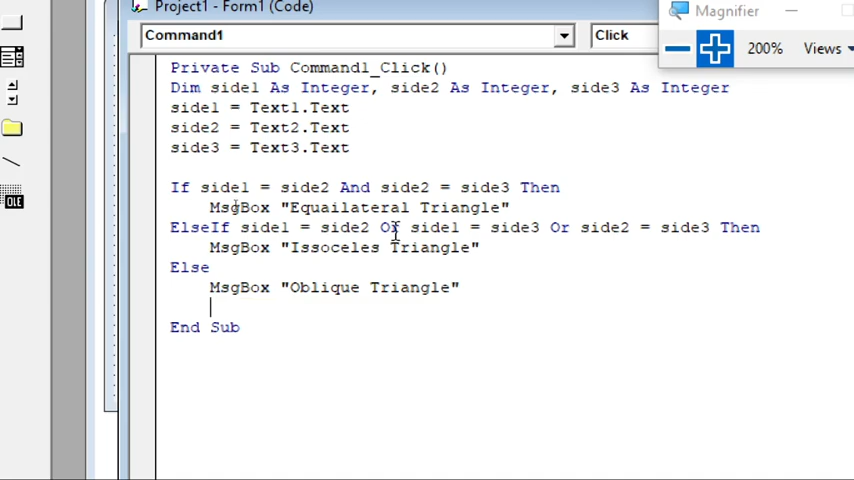 Project1 - Form1 (Code)
Magnifier
Command1
Click
200%
Views
Private Sub Command1_Click()
Dim side1 As Integer, side2 As Integer, side3 As Integer
side1 = Text1.Text
side2 = Text2.Text
side3 = Text3.Text
If side1 = side2 And side2 = side3 Then
MsgBox "Equailateral Triangle"
ElseIf side1 = side2 Or side1 = side3 Or side2 = side3 Then
MsgBox "Issoceles Triangle"
Else
MsgBox "Oblique Triangle"
End Sub
OLE